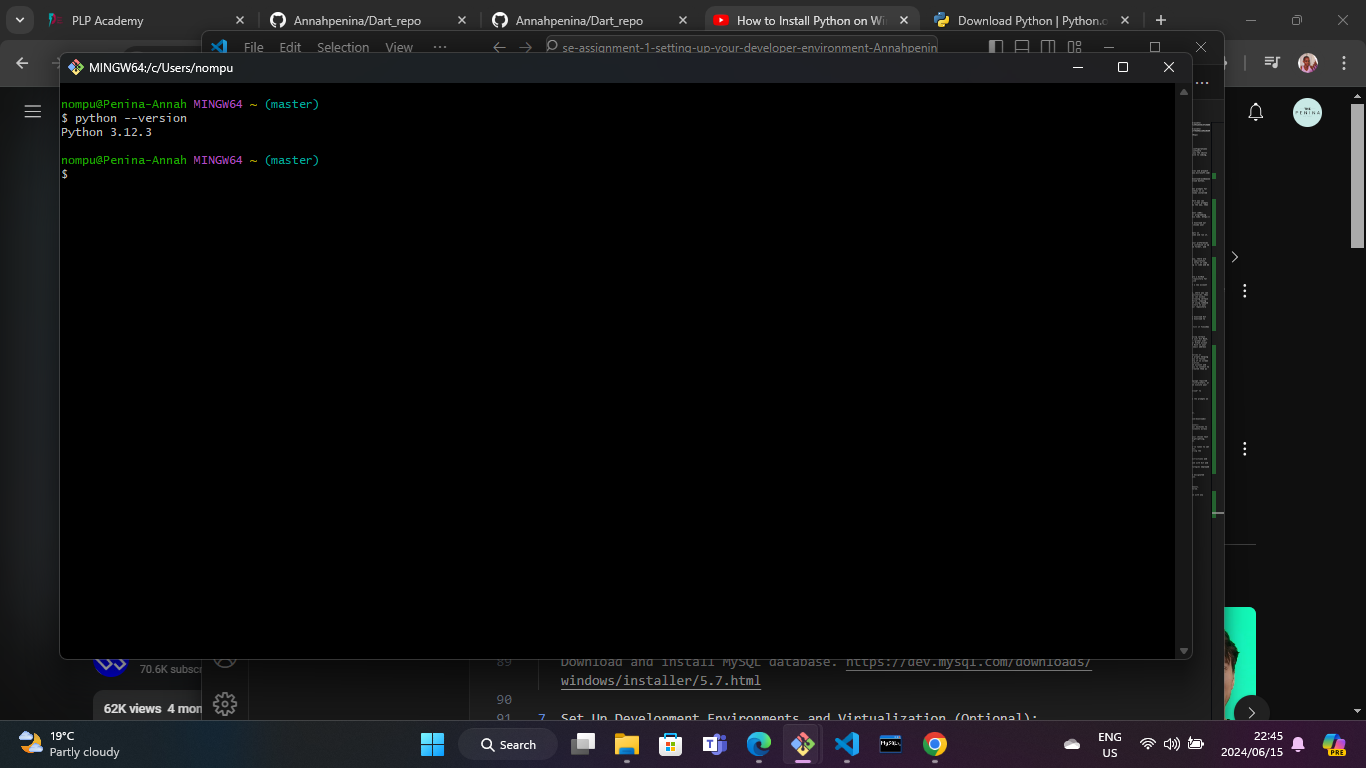 PLP Academy
Annahpenina/Dart_repo
Annahpenina/Dart_repo
How to Install Python on Wi
Download Python | Python.o
File Edit Selection View ···
se-assignment-1-setting-up-your-developer-environment-Annahpenin
MINGW64:/c/Users/nompu
nompu@Penina-Annah MINGW64 ~ (master)
$ python --version
Python 3.12.3
nompu@Penina-Annah MINGW64 ~ (master)
$
THE
PENINA
70.6K subsc
62K views 4 mon
89 Download and install MySQL database. https://dev.mysql.com/downloads/
windows/installer/5.7.html
90
91 7. Set Up Development Environments and Virtualization (Optional):
19°C
Partly cloudy
Search
MySQL
ENG
US
22:45
2024/06/15
PRE